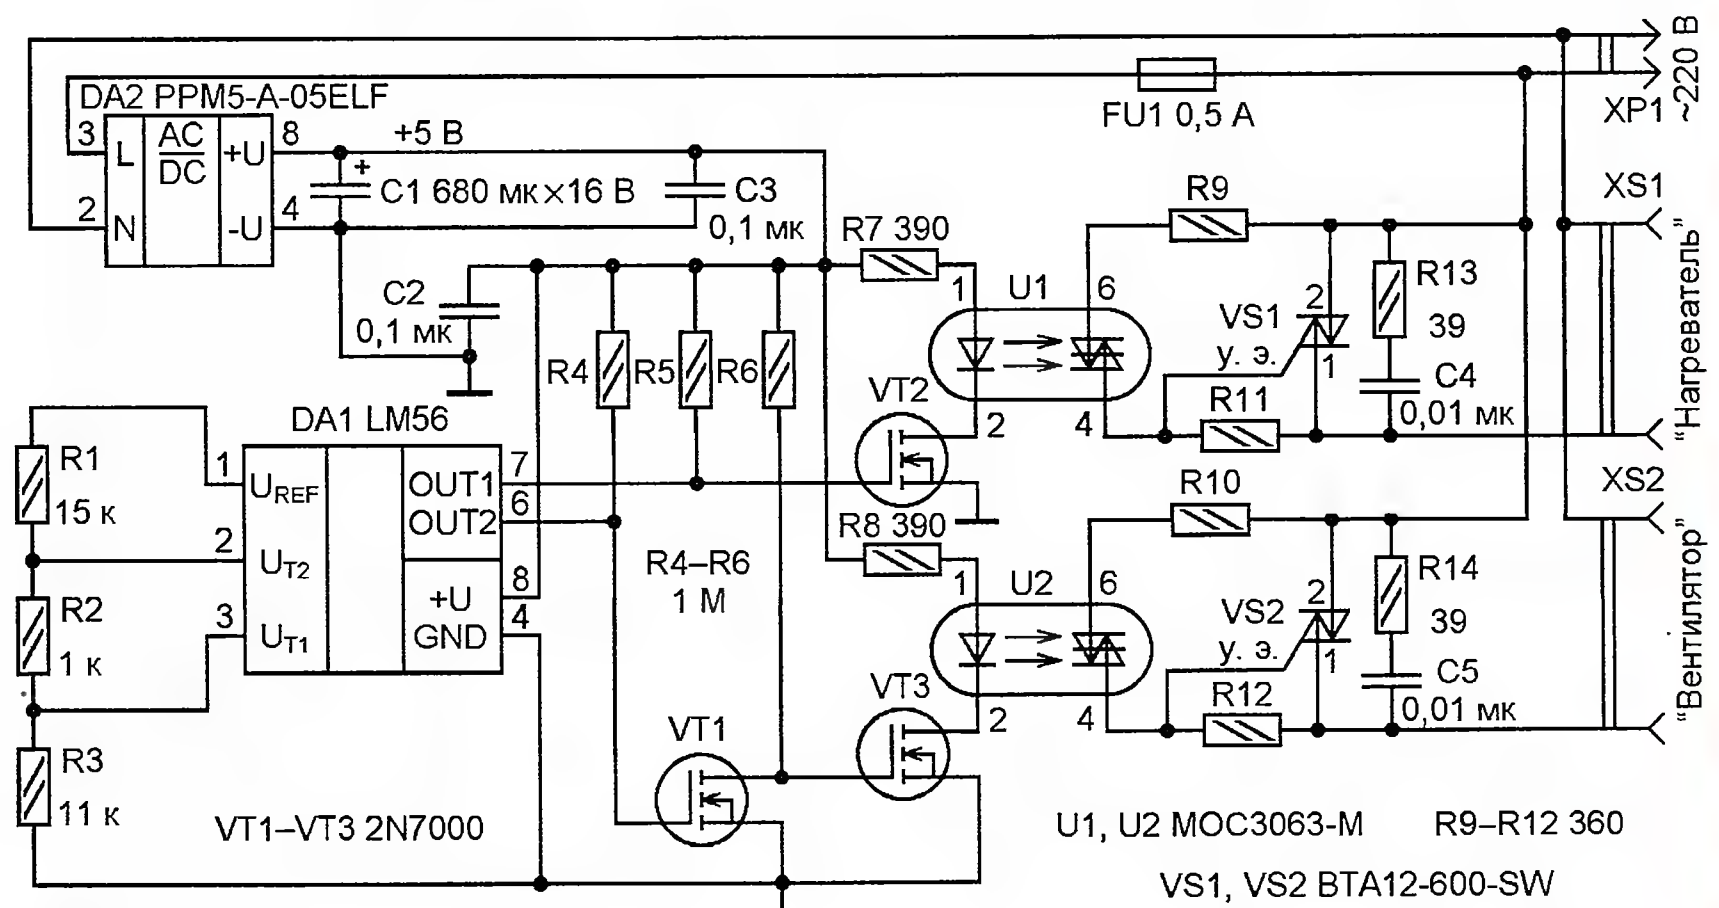 ~220 В
XP1
DA2 PPM5-A-05ELF
FU1 0,5 А
3
L
AC
DC
+U
8
+5 В
2
N
-U
4
+
C1 680 мк×16 В
C3
0,1 мк
C2
0,1 мк
R7 390
R9
XS1
"Нагреватель"
1
U1
6
2
VS1
у. э.
1
R13
39
C4
0,01 мк
R4
R5
R6
VT2
2
4
R11
DA1 LM56
R1
15 к
1
UREF
OUT1
7
OUT2
6
2
UT2
R2
1 к
3
UT1
+U
8
GND
4
R4–R6
1 М
R8 390
R10
XS2
"Вентилятор"
1
U2
6
2
VS2
у. э.
1
R14
39
C5
0,01 мк
VT3
2
4
R12
VT1
R3
11 к
VT1–VT3 2N7000
U1, U2 MOC3063-M
R9–R12 360
VS1, VS2 BTA12-600-SW